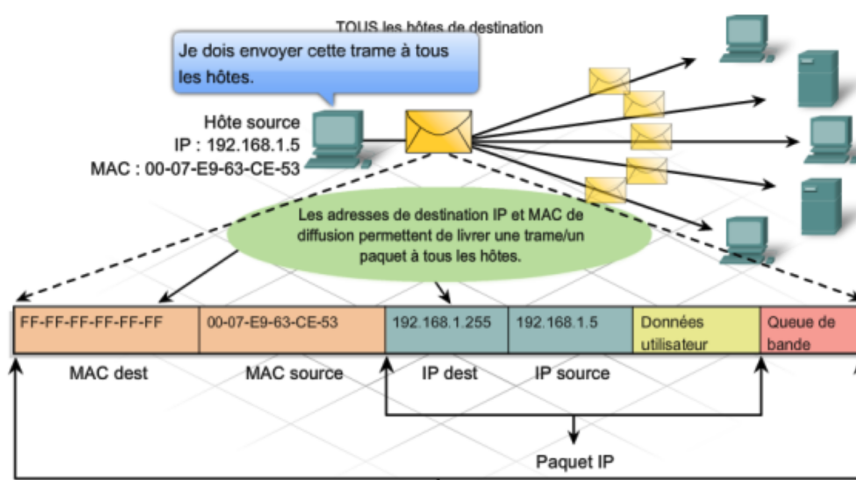 TOUS les hôtes de destination
Je dois envoyer cette trame à tous
les hôtes.
Hôte source
IP : 192.168.1.5
MAC : 00-07-E9-63-CE-53
Les adresses de destination IP et MAC de
diffusion permettent de livrer une trame/un
paquet à tous les hôtes.
FF-FF-FF-FF-FF-FF 00-07-E9-63-CE-53 192.168.1.255 192.168.1.5 Données Queue de
utilisateur bande
MAC dest MAC source IP dest IP source
Paquet IP